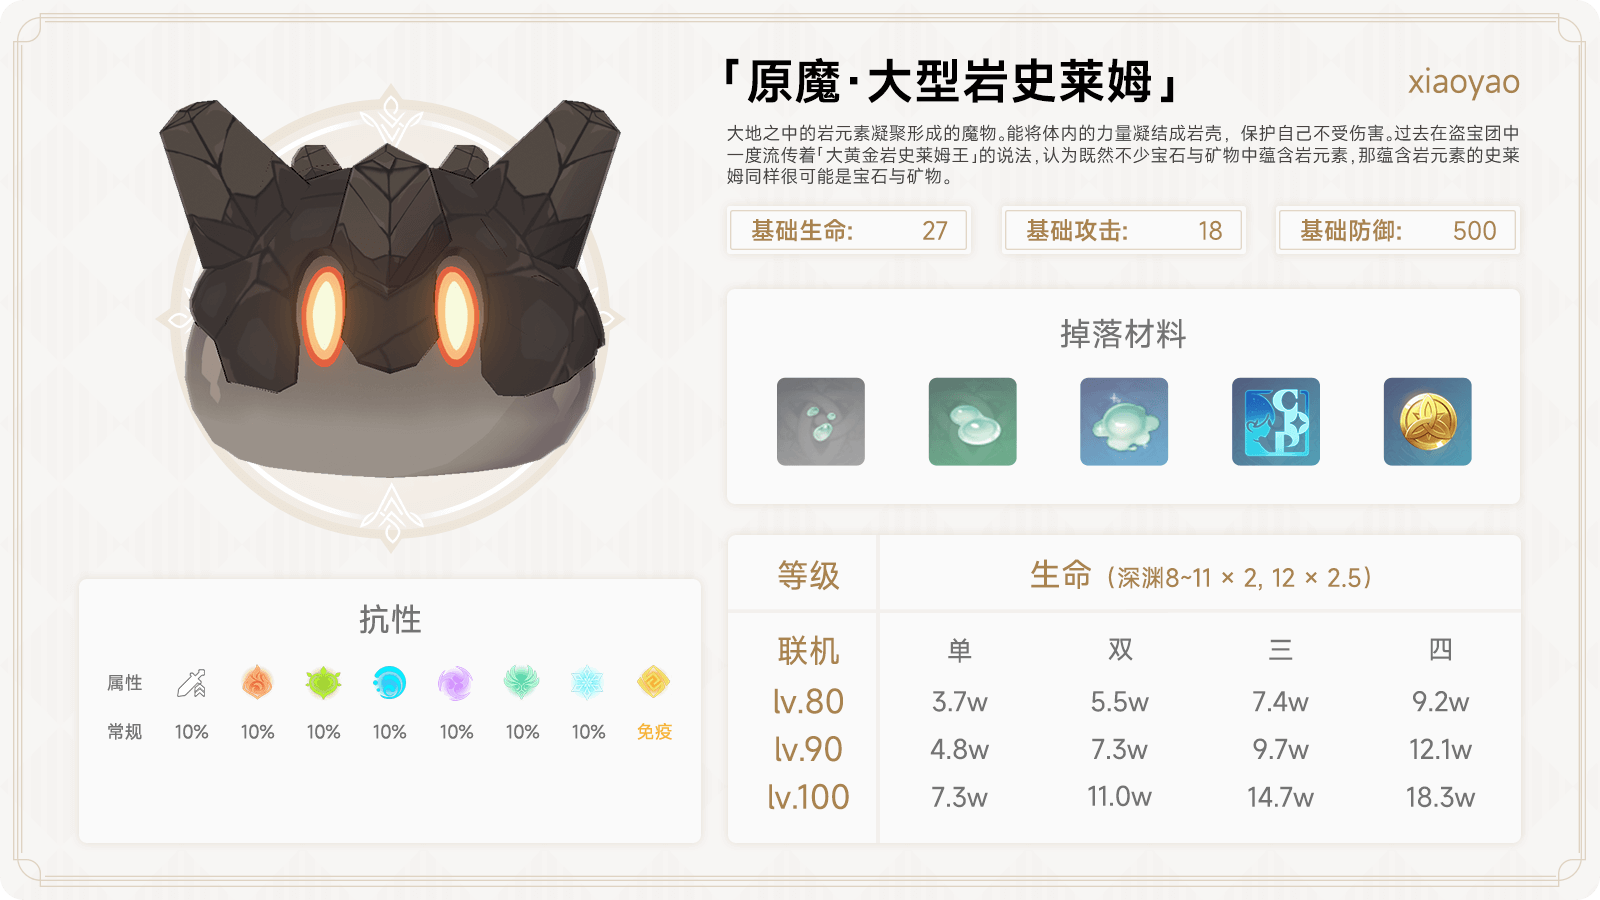 「原魔·大型岩史莱姆」
xiaoyao
大地之中的岩元素凝聚形成的魔物。能将体内的力量凝结成岩壳，保护自己不受伤害。过去在盗宝团中
一度流传着「大黄金岩史莱姆王」的说法，认为既然不少宝石与矿物中蕴含岩元素，那蕴含岩元素的史莱
姆同样很可能是宝石与矿物。
基础生命: 27
基础攻击: 18
基础防御: 500
掉落材料
等级 生命（深渊8~11 × 2, 12 × 2.5）
联机 单 双 三 四
lv.80 3.7w 5.5w 7.4w 9.2w
lv.90 4.8w 7.3w 9.7w 12.1w
lv.100 7.3w 11.0w 14.7w 18.3w
抗性
属性
常规 10% 10% 10% 10% 10% 10% 10% 免疫